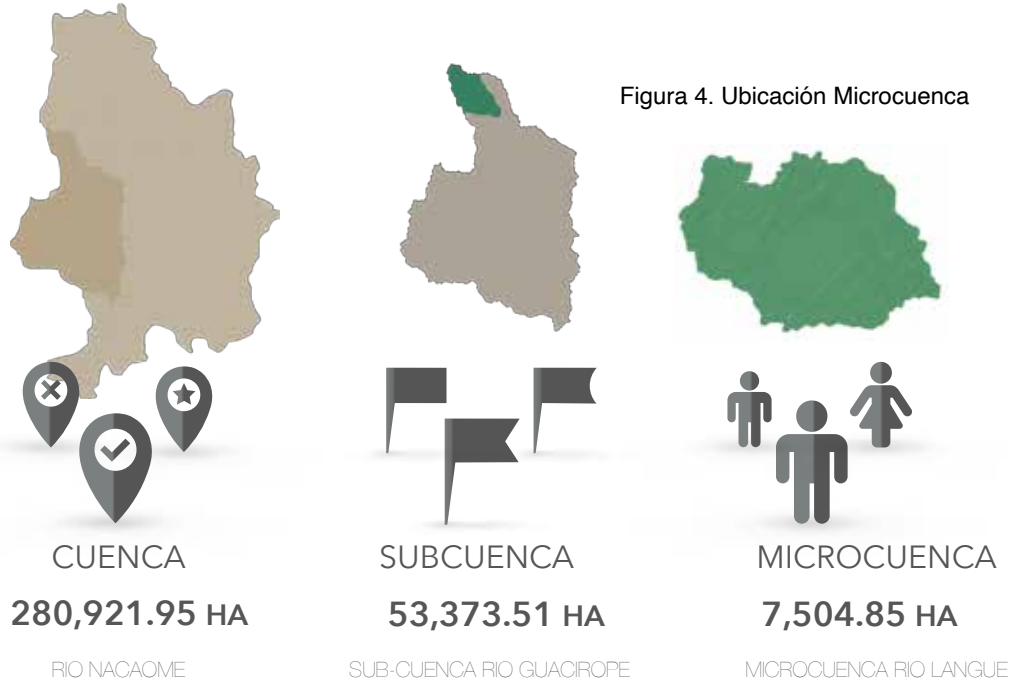 Figura 4. Ubicación Microcuenca
CUENCA
280,921.95 HA
RIO NACAOME
SUBCUENCA
53,373.51 HA
SUB-CUENCA RIO GUACIROPE
MICROCUENCA
7,504.85 HA
MICROCUENCA RIO LANGUE